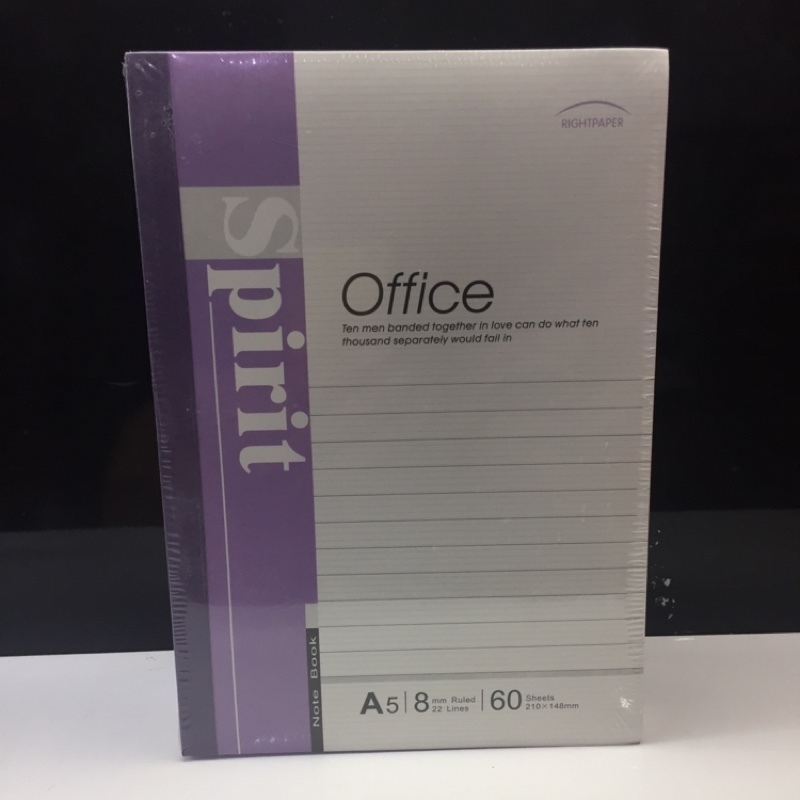 RIGHTPAPER
Spirit
Office
Ten men banded together in love can do what ten
thousand separately would fail in
Note Book
A5 8 mm Ruled 22 Lines 60 Sheets 210×148mm